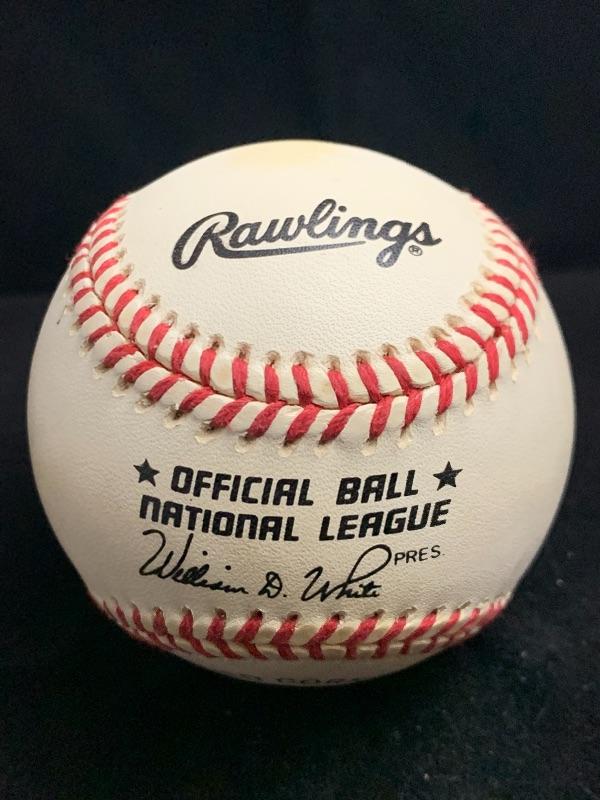 Rawlings®
★ OFFICIAL BALL ★
NATIONAL LEAGUE
William D. White PRES.